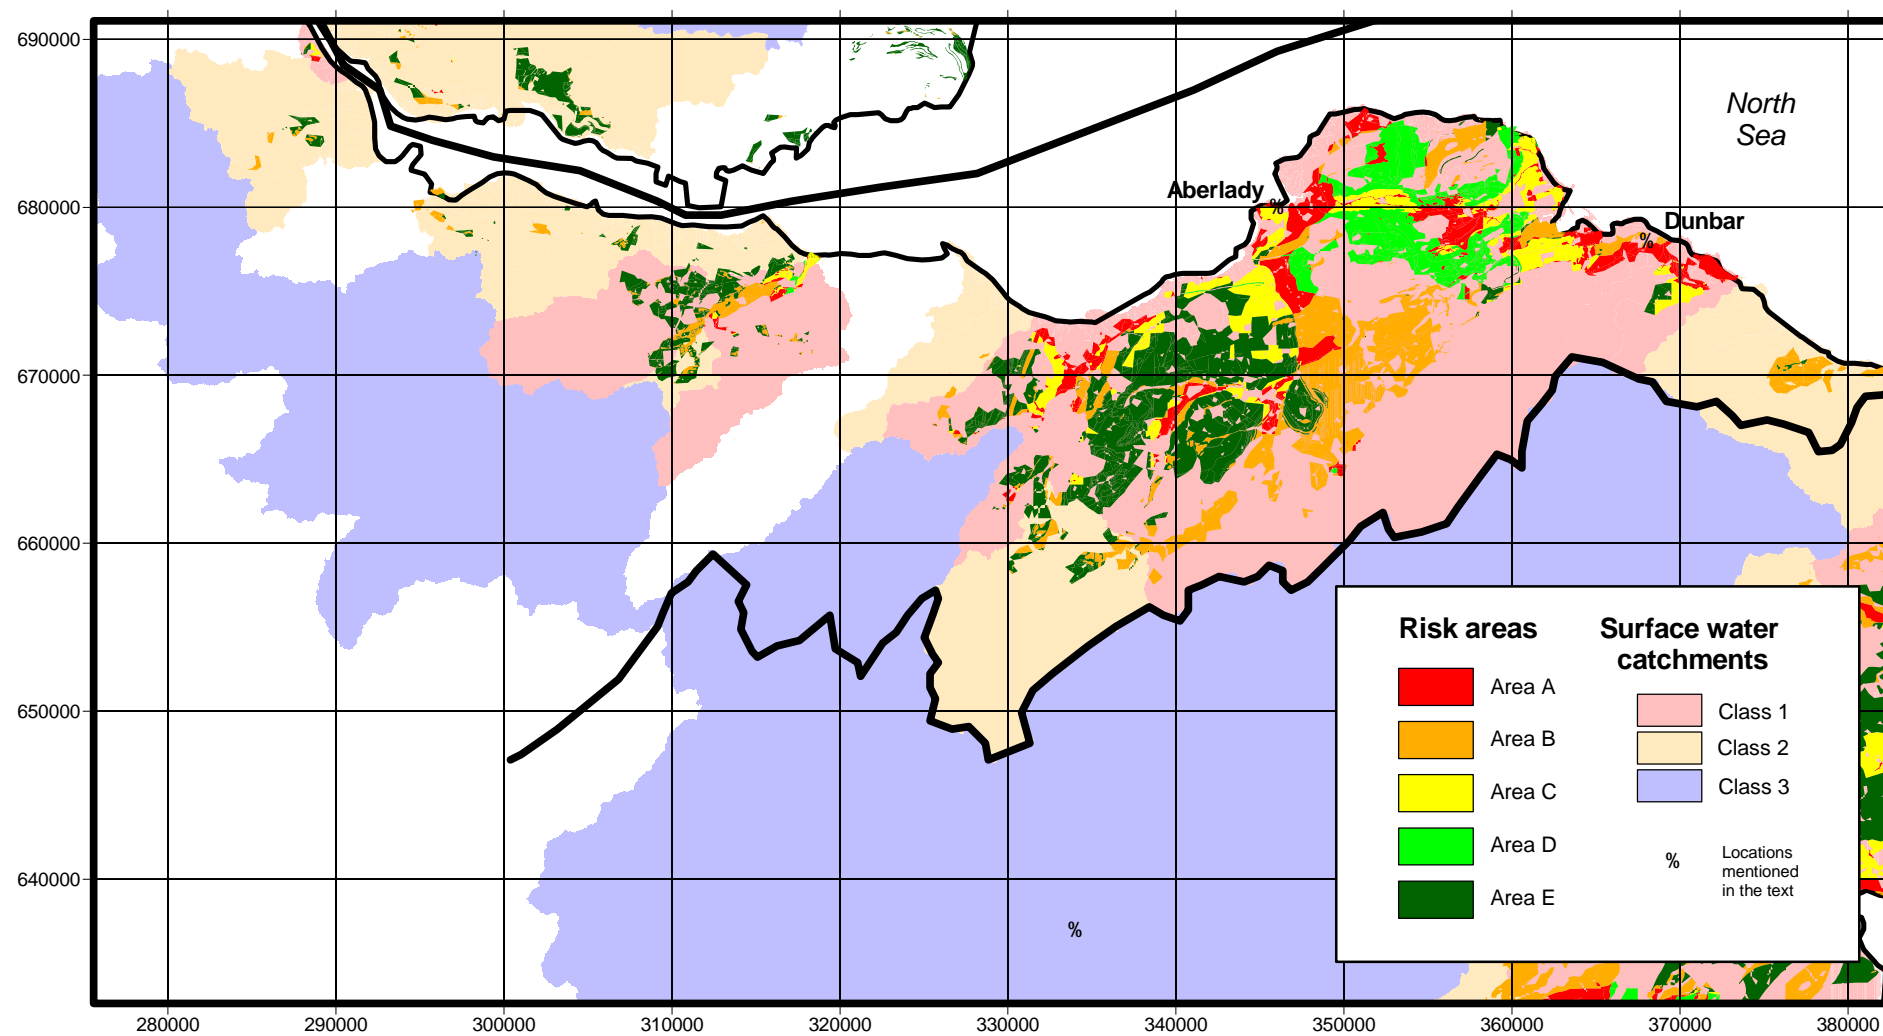 690000
680000
670000
660000
650000
640000
North
Sea
Aberlady
%
Dunbar
%
%
Risk areas
Area A
Area B
Area C
Area D
Area E
Surface water
catchments
Class 1
Class 2
Class 3
%
Locations
mentioned
in the text
280000
290000
300000
310000
320000
330000
340000
350000
360000
370000
380000